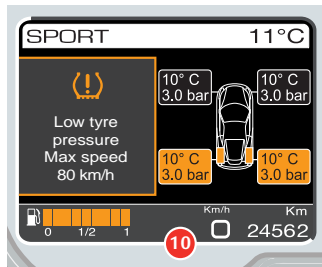 SPORT 11°C
10° C 10° C
3.0 bar 3.0 bar
(!)
Low tyre
pressure
Max speed
80 km/h
10° C 10° C
3.0 bar 3.0 bar
Km/h Km
0 1/2 1 0 24562
10